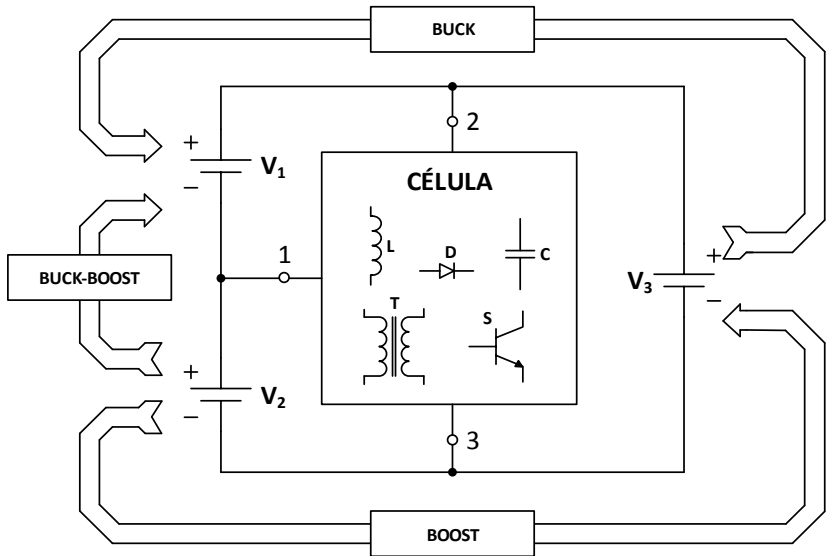 BUCK
2
+
V₁
−
CÉLULA
L
D
C
1
BUCK-BOOST
V₃
+
−
T
S
+
V₂
−
3
BOOST